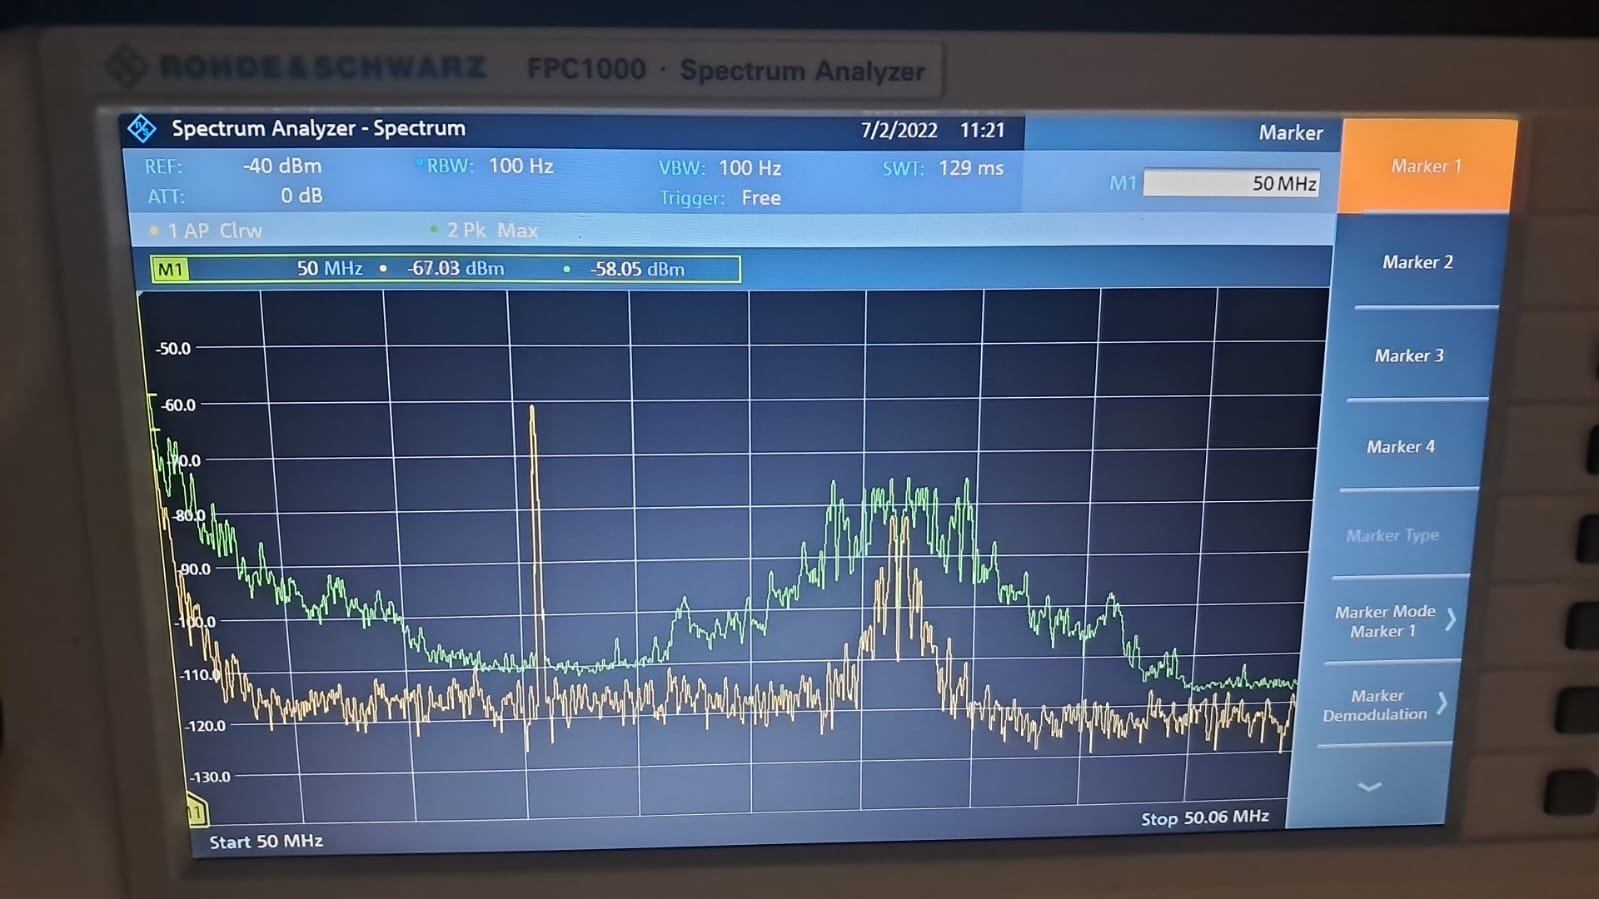 ROHDE & SCHWARZ FPC1000 · Spectrum Analyzer
Spectrum Analyzer - Spectrum 7/2/2022 11:21 Marker
REF: -40 dBm RBW: 100 Hz VBW: 100 Hz SWT: 129 ms
ATT: 0 dB Trigger: Free
M1 50 MHz
1 AP Clrw 2 Pk Max
M1 50 MHz -67.03 dBm -58.05 dBm
-50.0
-60.0
-70.0
-80.0
-90.0
-100.0
-110.0
-120.0
-130.0
Start 50 MHz Stop 50.06 MHz
Marker 1
Marker 2
Marker 3
Marker 4
Marker Type
Marker Mode
Marker 1
Marker
Demodulation